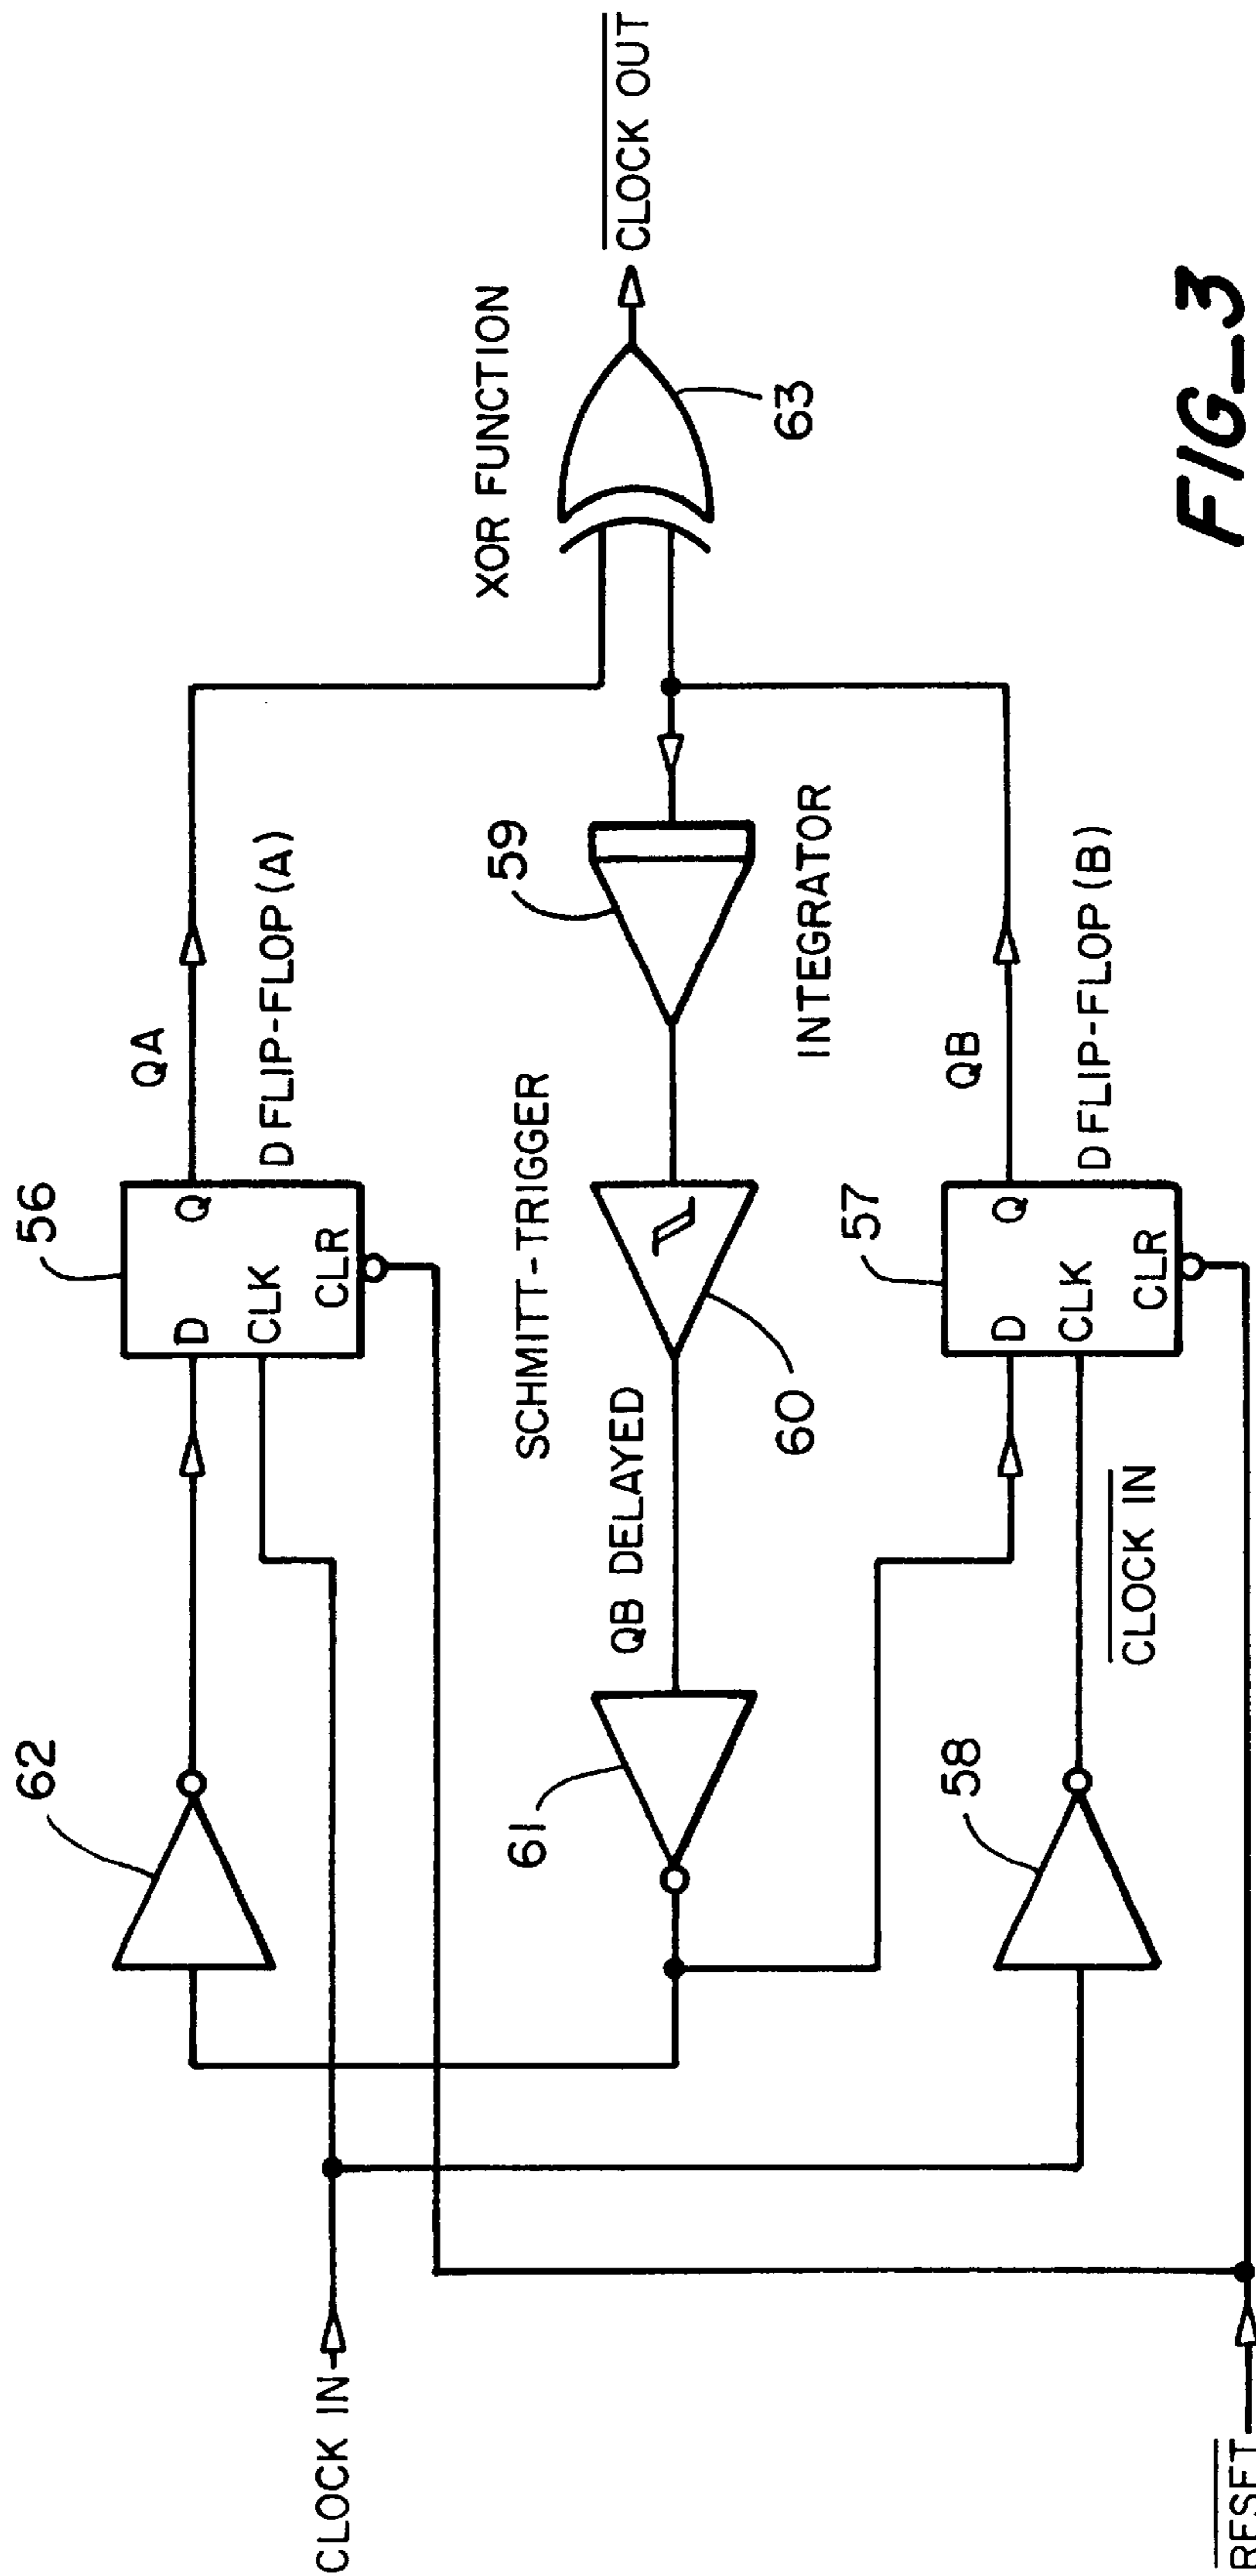 62
56
QA
D
Q
CLK
CLR
D FLIP-FLOP (A)
XOR FUNCTION
CLOCK IN
SCHMITT-TRIGGER
59
61
QB DELAYED
60
INTEGRATOR
63
CLOCK OUT
58
57
QB
D
Q
CLK
CLR
D FLIP-FLOP (B)
CLOCK IN
RESET
FIG_3